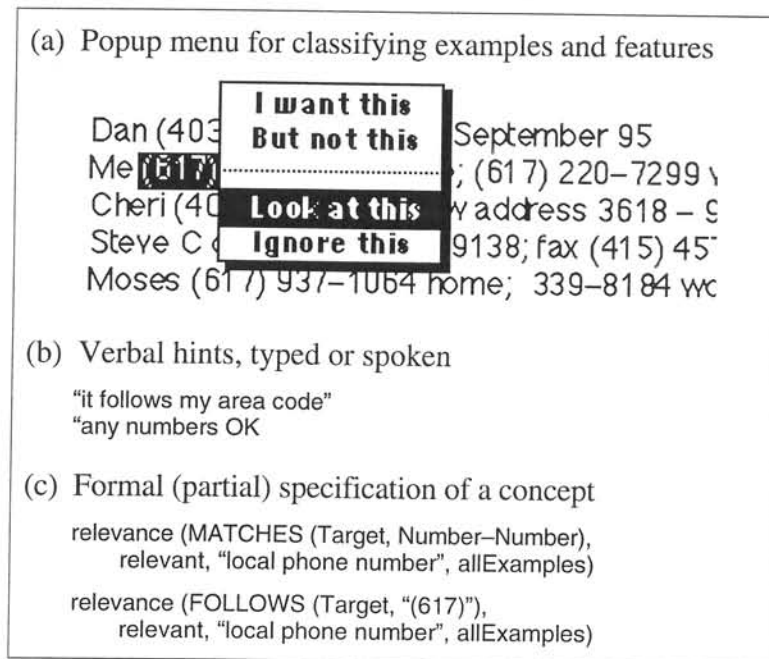 (a) Popup menu for classifying examples and features
I want this
But not this
Look at this
Ignore this
Dan (403 September 95
Me (617) ; (617) 220–7299
Cheri (40 address 3618 – 9
Steve C 9138; fax (415) 45
Moses (617) 937–1064 home; 339–8184 wo
(b) Verbal hints, typed or spoken
“it follows my area code”
“any numbers OK
(c) Formal (partial) specification of a concept
relevance (MATCHES (Target, Number–Number),
relevant, “local phone number”, allExamples)
relevance (FOLLOWS (Target, “(617)”),
relevant, “local phone number”, allExamples)